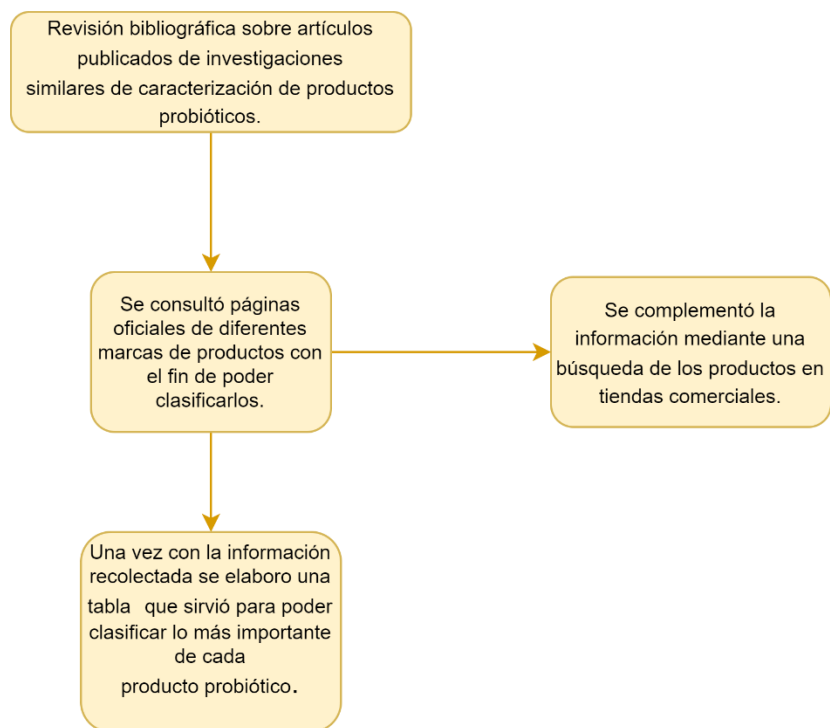 Revisión bibliográfica sobre artículos
publicados de investigaciones
similares de caracterización de productos
probióticos.
Se consultó páginas
oficiales de diferentes
marcas de productos con
el fin de poder
clasificarlos.
Se complementó la
información mediante una
búsqueda de los productos en
tiendas comerciales.
Una vez con la información
recolectada se elaboro una
tabla que sirvió para poder
clasificar lo más importante
de cada
producto probiótico.